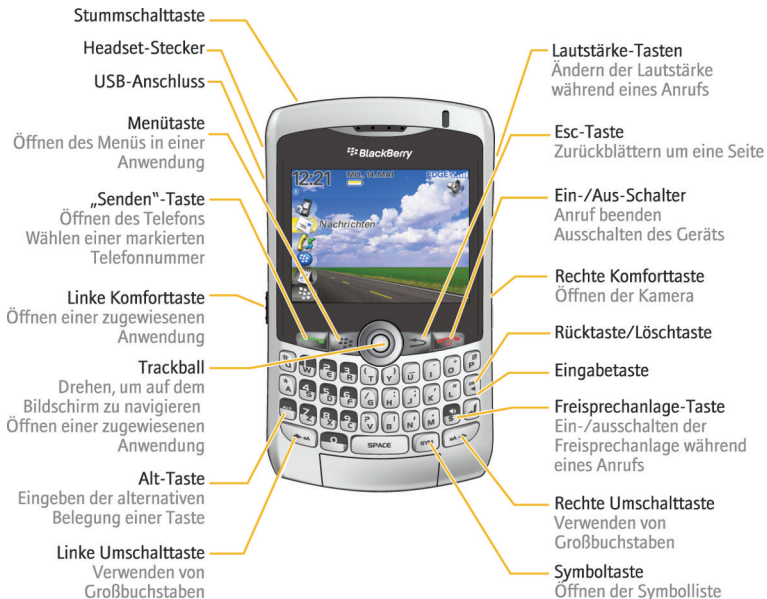 Stummschalttaste
Headset-Stecker
USB-Anschluss
Menütaste
Öffnen des Menüs in einer
Anwendung
„Senden"-Taste
Öffnen des Telefons
Wählen einer markierten
Telefonnummer
Linke Komforttaste
Öffnen einer zugewiesenen
Anwendung
Trackball
Drehen, um auf dem
Bildschirm zu navigieren
Öffnen einer zugewiesenen
Anwendung
Alt-Taste
Eingeben der alternativen
Belegung einer Taste
Linke Umschalttaste
Verwenden von
Großbuchstaben
BlackBerry
12:21 MO, 14. MAI EDGE
Nachrichten
SPACE
SYM
Lautstärke-Tasten
Ändern der Lautstärke
während eines Anrufs
Esc-Taste
Zurückblättern um eine Seite
Ein-/Aus-Schalter
Anruf beenden
Ausschalten des Geräts
Rechte Komforttaste
Öffnen der Kamera
Rücktaste/Löschtaste
Eingabetaste
Freisprechanlage-Taste
Ein-/ausschalten der
Freisprechanlage während
eines Anrufs
Rechte Umschalttaste
Verwenden von
Großbuchstaben
Symboltaste
Öffnen der Symbolliste